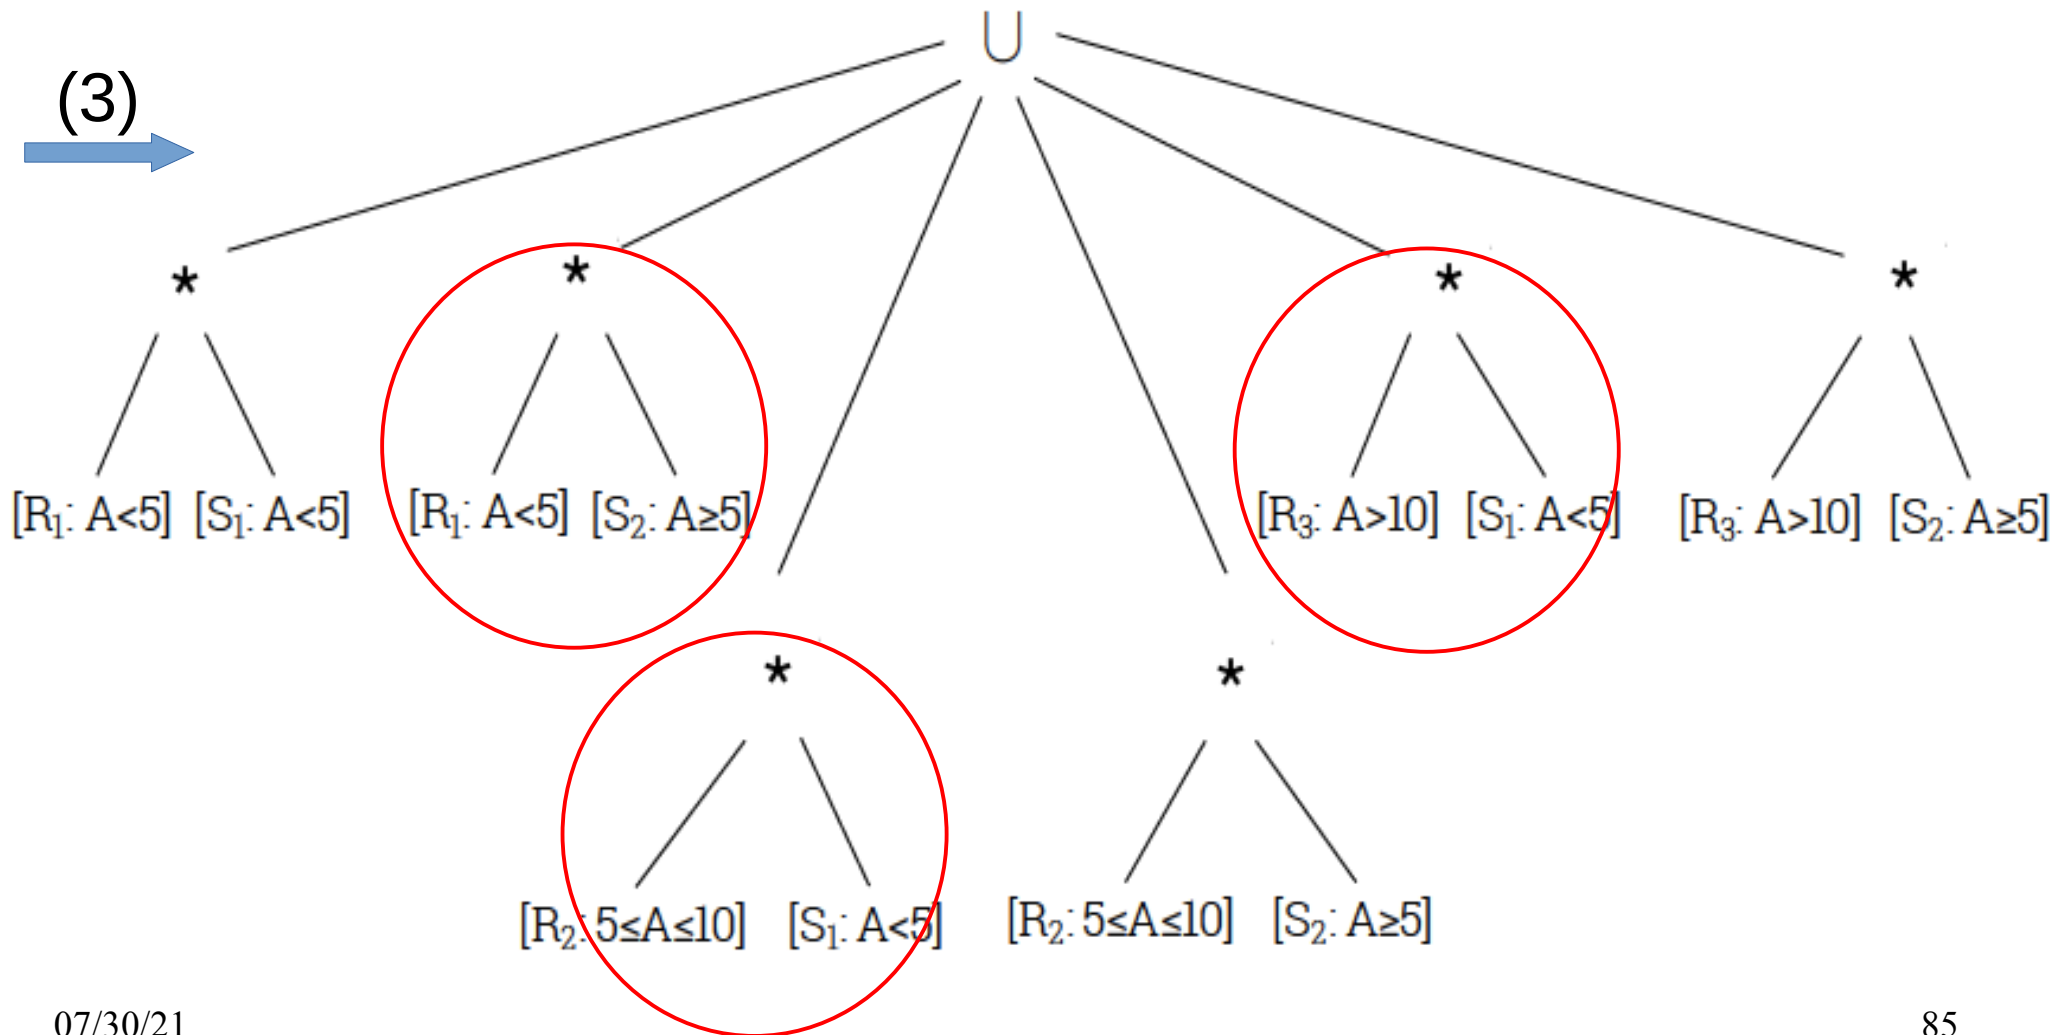 ∪
(3)
* * * *
[R₁: A<5] [S₁: A<5] [R₁: A<5] [S₂: A≥5] [R₃: A>10] [S₁: A<5] [R₃: A>10] [S₂: A≥5]
* *
[R₂: 5≤A≤10] [S₁: A<5] [R₂: 5≤A≤10] [S₂: A≥5]
07/30/21 85